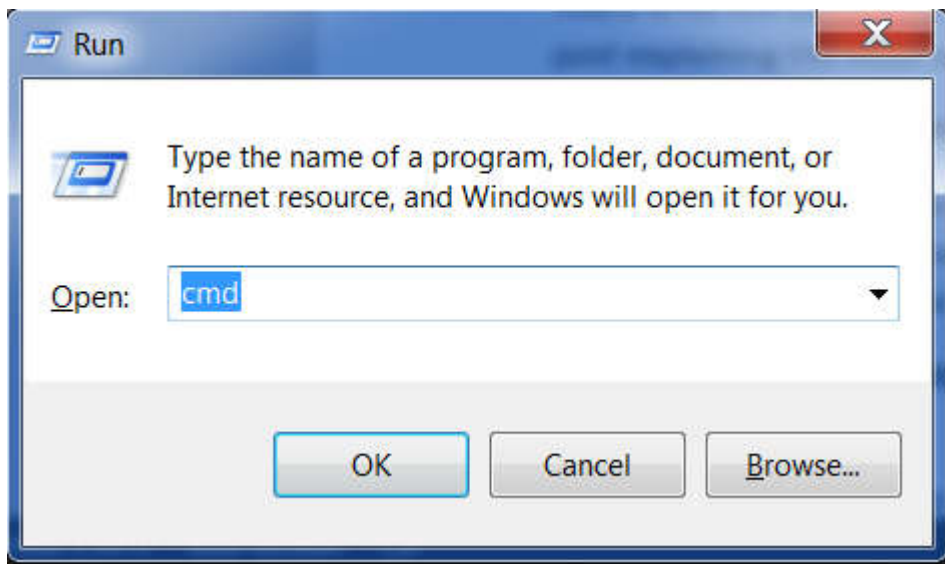 Run
Type the name of a program, folder, document, or
Internet resource, and Windows will open it for you.
Open: cmd
OK Cancel Browse...